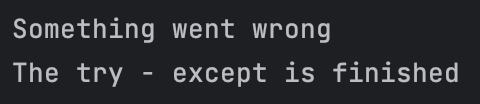 Something went wrong
The try - except is finished